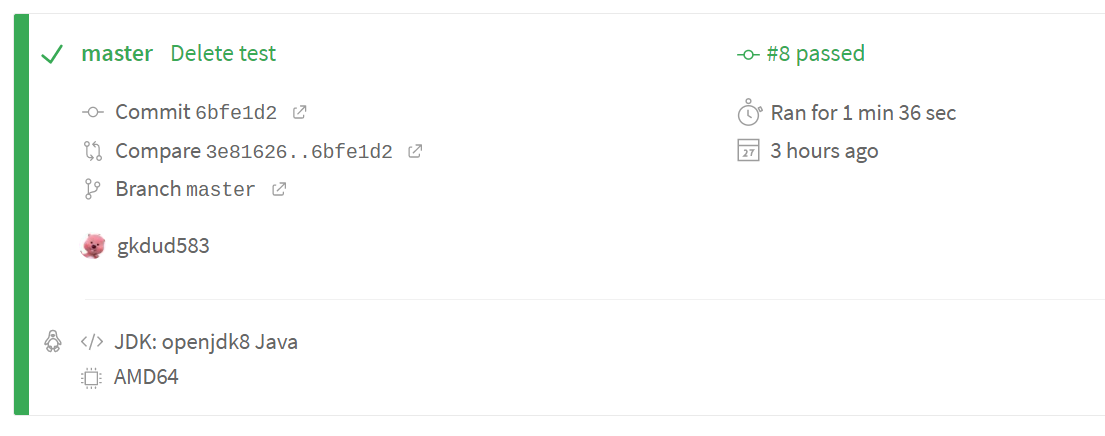 master Delete test
#8 passed
Commit 6bfe1d2
Ran for 1 min 36 sec
Compare 3e81626..6bfe1d2
27
3 hours ago
Branch master
gkdud583
JDK: openjdk8 Java
AMD64